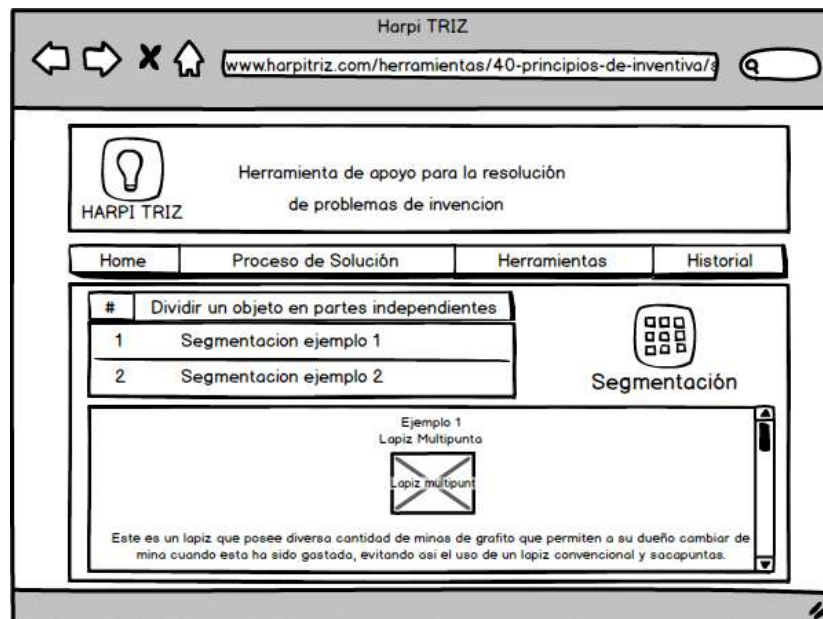 Harpi TRIZ
www.harpitriz.com/herramientas/40-principios-de-inventiva/s
HARPI TRIZ
Herramienta de apoyo para la resolución
de problemas de invencion
Home Proceso de Solución Herramientas Historial
# Dividir un objeto en partes independientes
1 Segmentacion ejemplo 1
2 Segmentacion ejemplo 2
Segmentación
Ejemplo 1
Lapiz Multipunta
Lapiz multipunt
Este es un lapiz que posee diversa cantidad de minas de grafito que permiten a su dueño cambiar de
mina cuando esta ha sido gastada, evitando asi el uso de un lapiz convencional y sacapuntas.